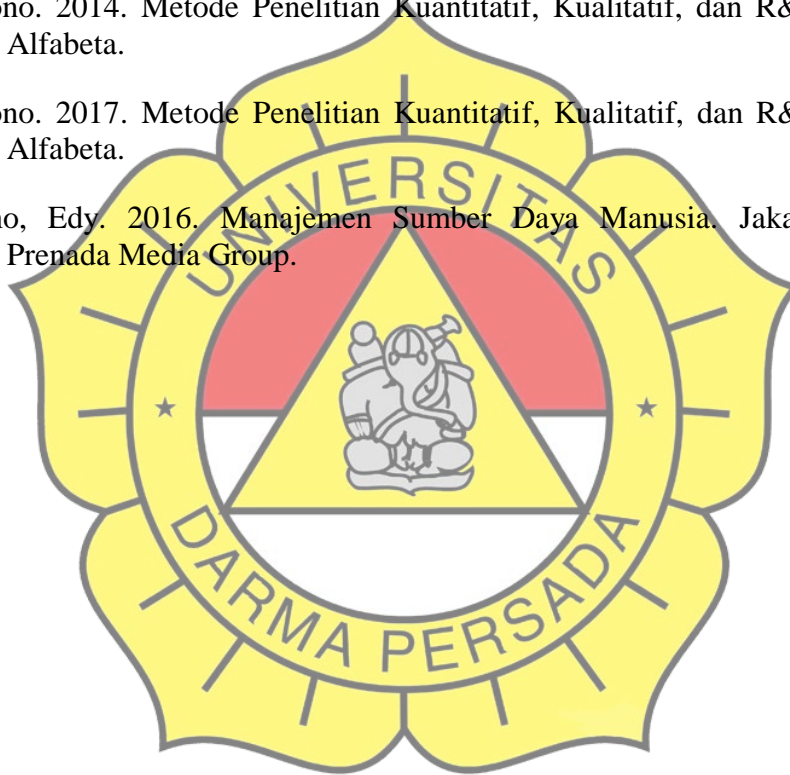 ono. 2014. Metode Penelitian Kuantitatif, Kualitatif, dan R&
Alfabeta.
ono. 2017. Metode Penelitian Kuantitatif, Kualitatif, dan R&
Alfabeta.
no, Edy. 2016. Manajemen Sumber Daya Manusia. Jaka
Prenada Media Group.
UNIVERSITAS
DARMA PERSADA